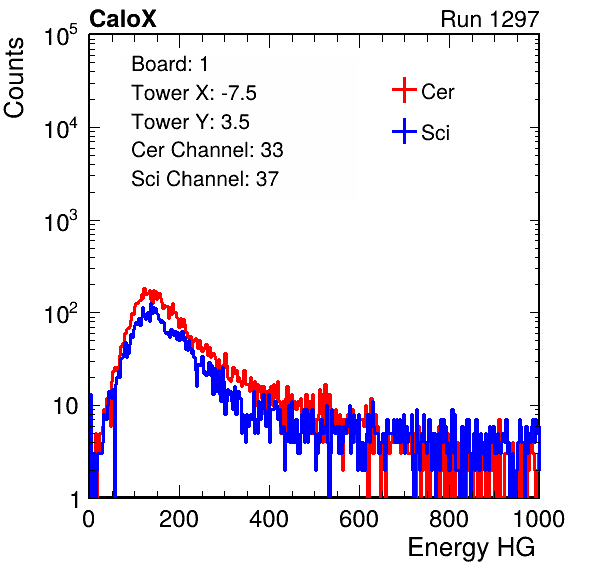 CaloX Run 1297
Counts
10^5
10^4
10^3
10^2
10
1
Board: 1
Tower X: -7.5
Tower Y: 3.5
Cer Channel: 33
Sci Channel: 37
Cer
Sci
0 200 400 600 800 1000
Energy HG